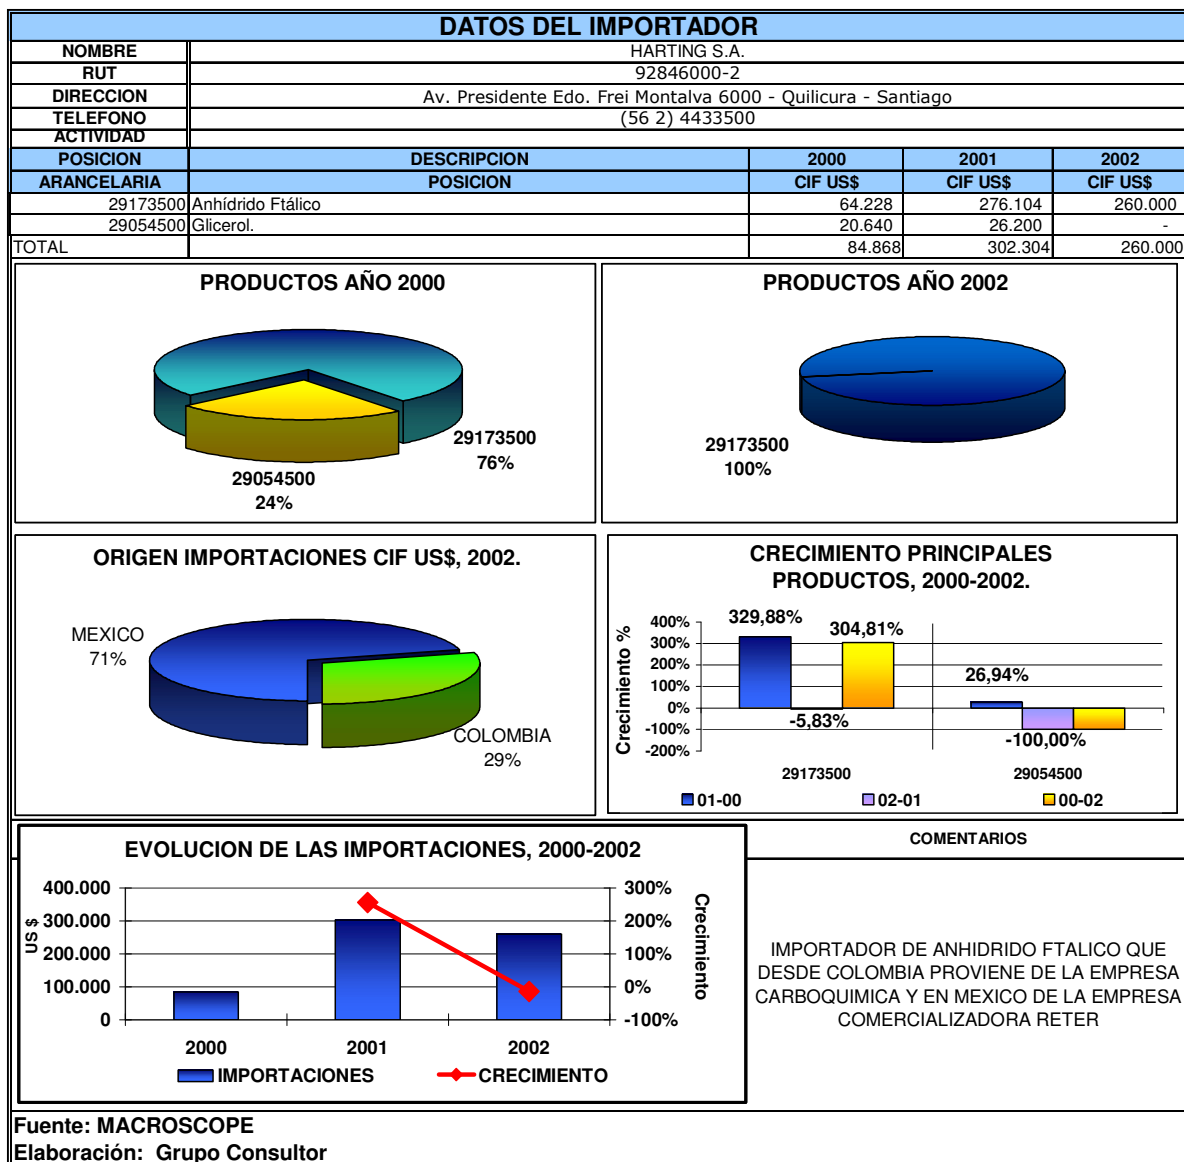 DATOS DEL IMPORTADOR
NOMBRE HARTING S.A.
RUT 92846000-2
DIRECCION Av. Presidente Edo. Frei Montalva 6000 - Quilicura - Santiago
TELEFONO (56 2) 4433500
ACTIVIDAD
POSICION DESCRIPCION 2000 2001 2002
ARANCELARIA POSICION CIF US$ CIF US$ CIF US$
29173500 Anhídrido Ftálico 64.228 276.104 260.000
29054500 Glicerol. 20.640 26.200 -
TOTAL 84.868 302.304 260.000
PRODUCTOS AÑO 2000
29173500
76%
29054500
24%
PRODUCTOS AÑO 2002
29173500
100%
ORIGEN IMPORTACIONES CIF US$, 2002.
MEXICO
71%
COLOMBIA
29%
CRECIMIENTO PRINCIPALES
PRODUCTOS, 2000-2002.
Crecimiento %
400%
300%
200%
100%
0%
-100%
-200%
329,88%
304,81%
-5,83%
26,94%
-100,00%
29173500 29054500
01-00 02-01 00-02
EVOLUCION DE LAS IMPORTACIONES, 2000-2002
US $
400.000
300.000
200.000
100.000
0
300%
200%
100%
0%
-100%
Crecimiento
2000 2001 2002
IMPORTACIONES CRECIMIENTO
COMENTARIOS
IMPORTADOR DE ANHIDRIDO FTALICO QUE
DESDE COLOMBIA PROVIENE DE LA EMPRESA
CARBOQUIMICA Y EN MEXICO DE LA EMPRESA
COMERCIALIZADORA RETER
Fuente: MACROSCOPE
Elaboración: Grupo Consultor